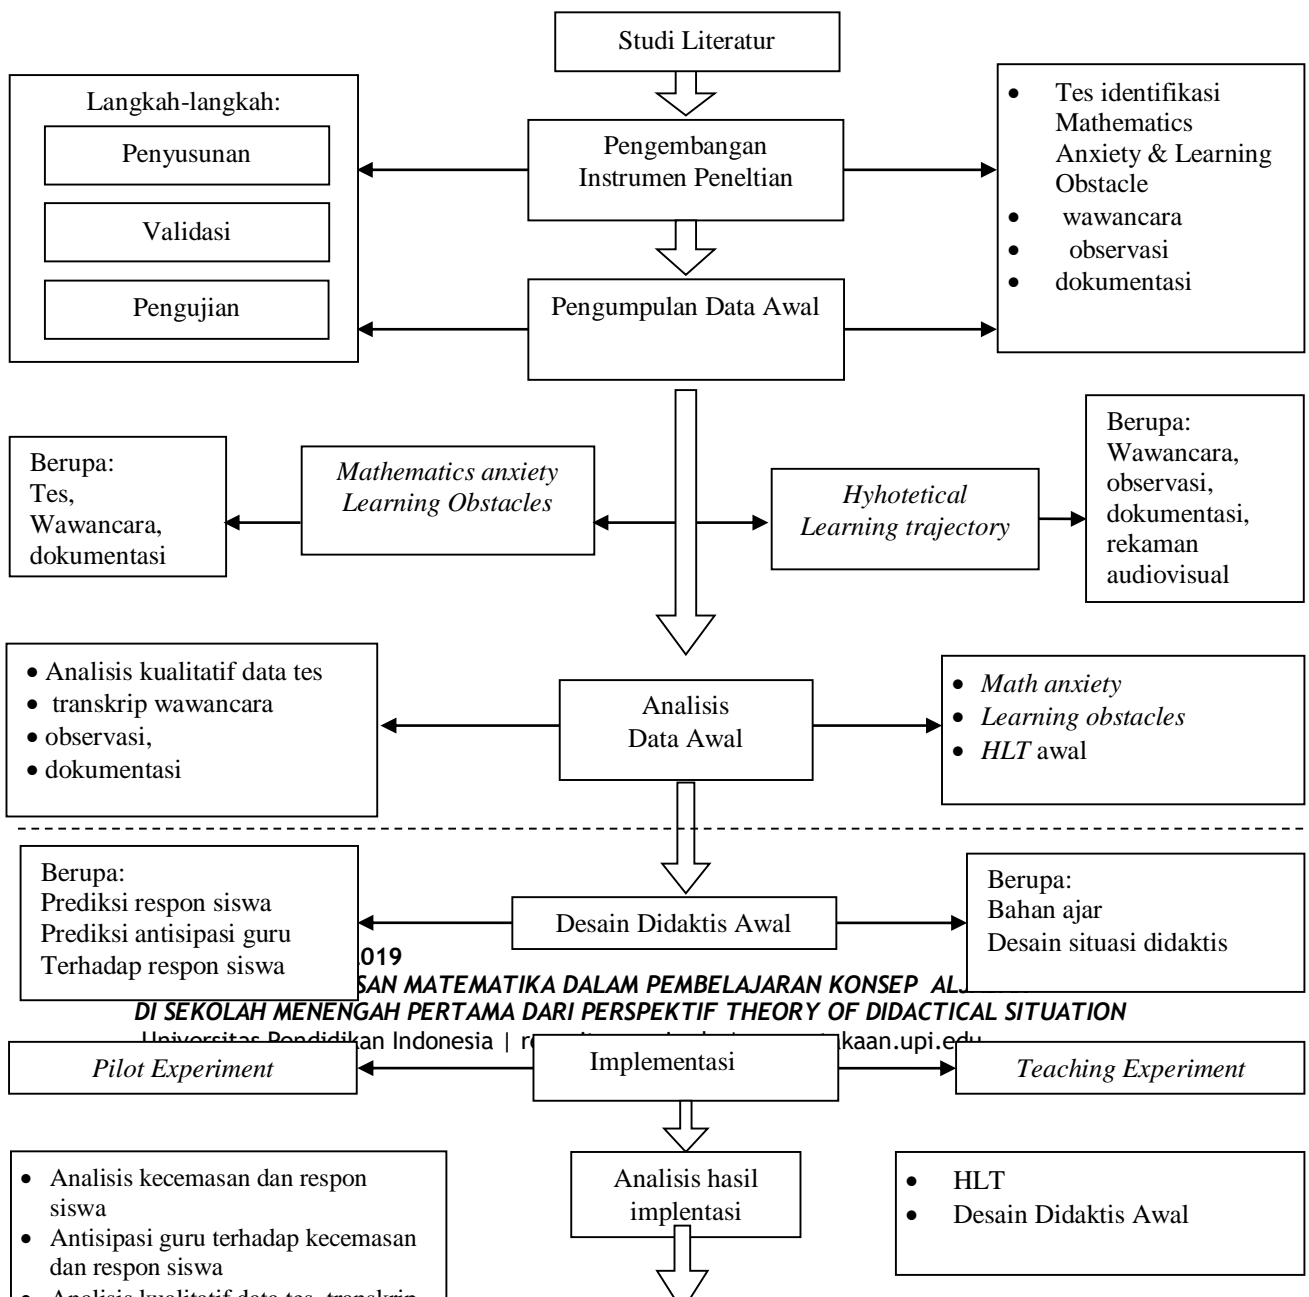 Studi Literatur
Langkah-langkah:
Penyusunan
Validasi
Pengujian
Pengembangan
Instrumen Peneltian
• Tes identifikasi
Mathematics
Anxiety & Learning
Obstacle
• wawancara
• observasi
• dokumentasi
Pengumpulan Data Awal
Berupa:
Tes,
Wawancara,
dokumentasi
Mathematics anxiety
Learning Obstacles
Hyhotetical
Learning trajectory
Berupa:
Wawancara,
observasi,
dokumentasi,
rekaman
audiovisual
• Analisis kualitatif data tes
• transkrip wawancara
• observasi,
• dokumentasi
Analisis
Data Awal
• Math anxiety
• Learning obstacles
• HLT awal
Berupa:
Prediksi respon siswa
Prediksi antisipasi guru
Terhadap respon siswa
Desain Didaktis Awal
Berupa:
Bahan ajar
Desain situasi didaktis
019
SAN MATEMATIKA DALAM PEMBELAJARAN KONSEP
DI SEKOLAH MENENGAH PERTAMA DARI PERSPEKTIF THEORY OF DIDACTICAL SITUATION
Universitas Pendidikan Indonesia | kaan.upi.edu
Pilot Experiment
Implementasi
Teaching Experiment
• Analisis kecemasan dan respon
siswa
• Antisipasi guru terhadap kecemasan
dan respon siswa
• Analisis kualitatif data tes, transkrip
Analisis hasil
implentasi
• HLT
• Desain Didaktis Awal